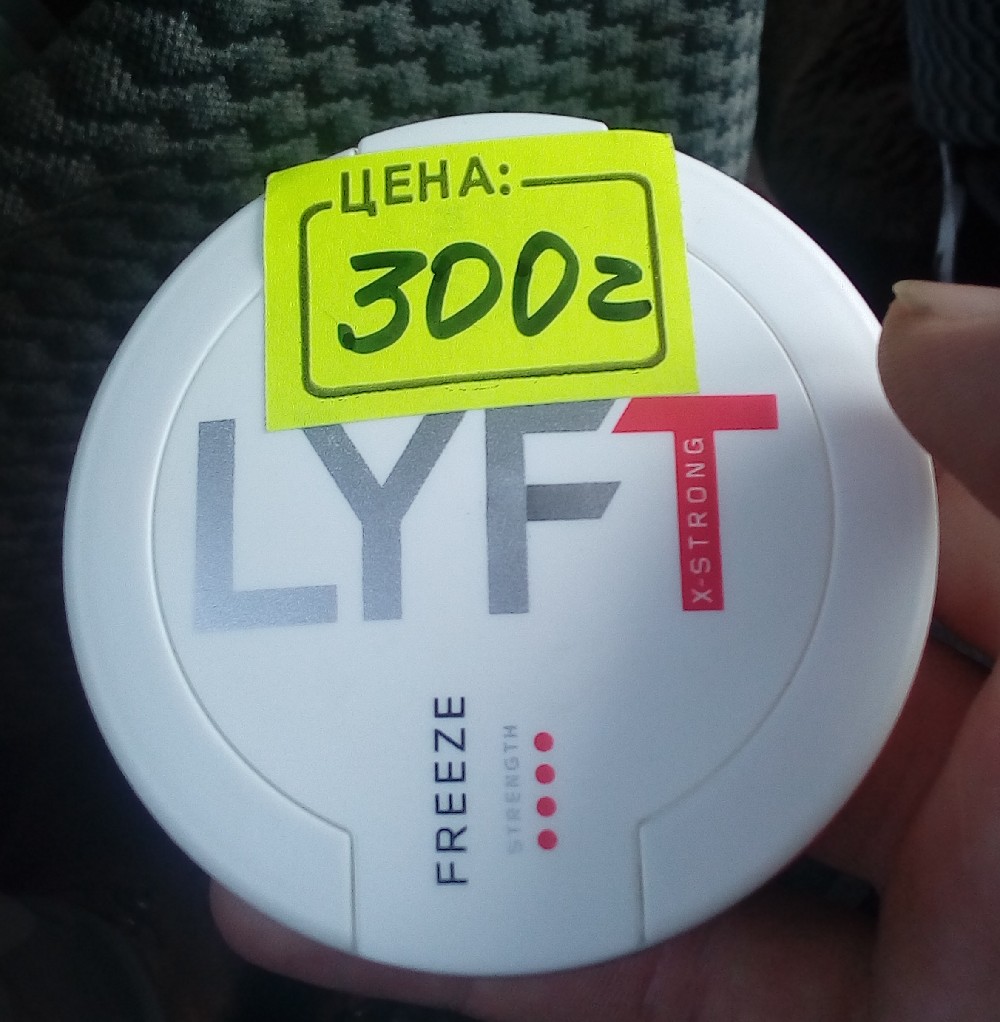 ЦЕНА:
300г
LYFT
X-STRONG
FREEZE
STRENGTH